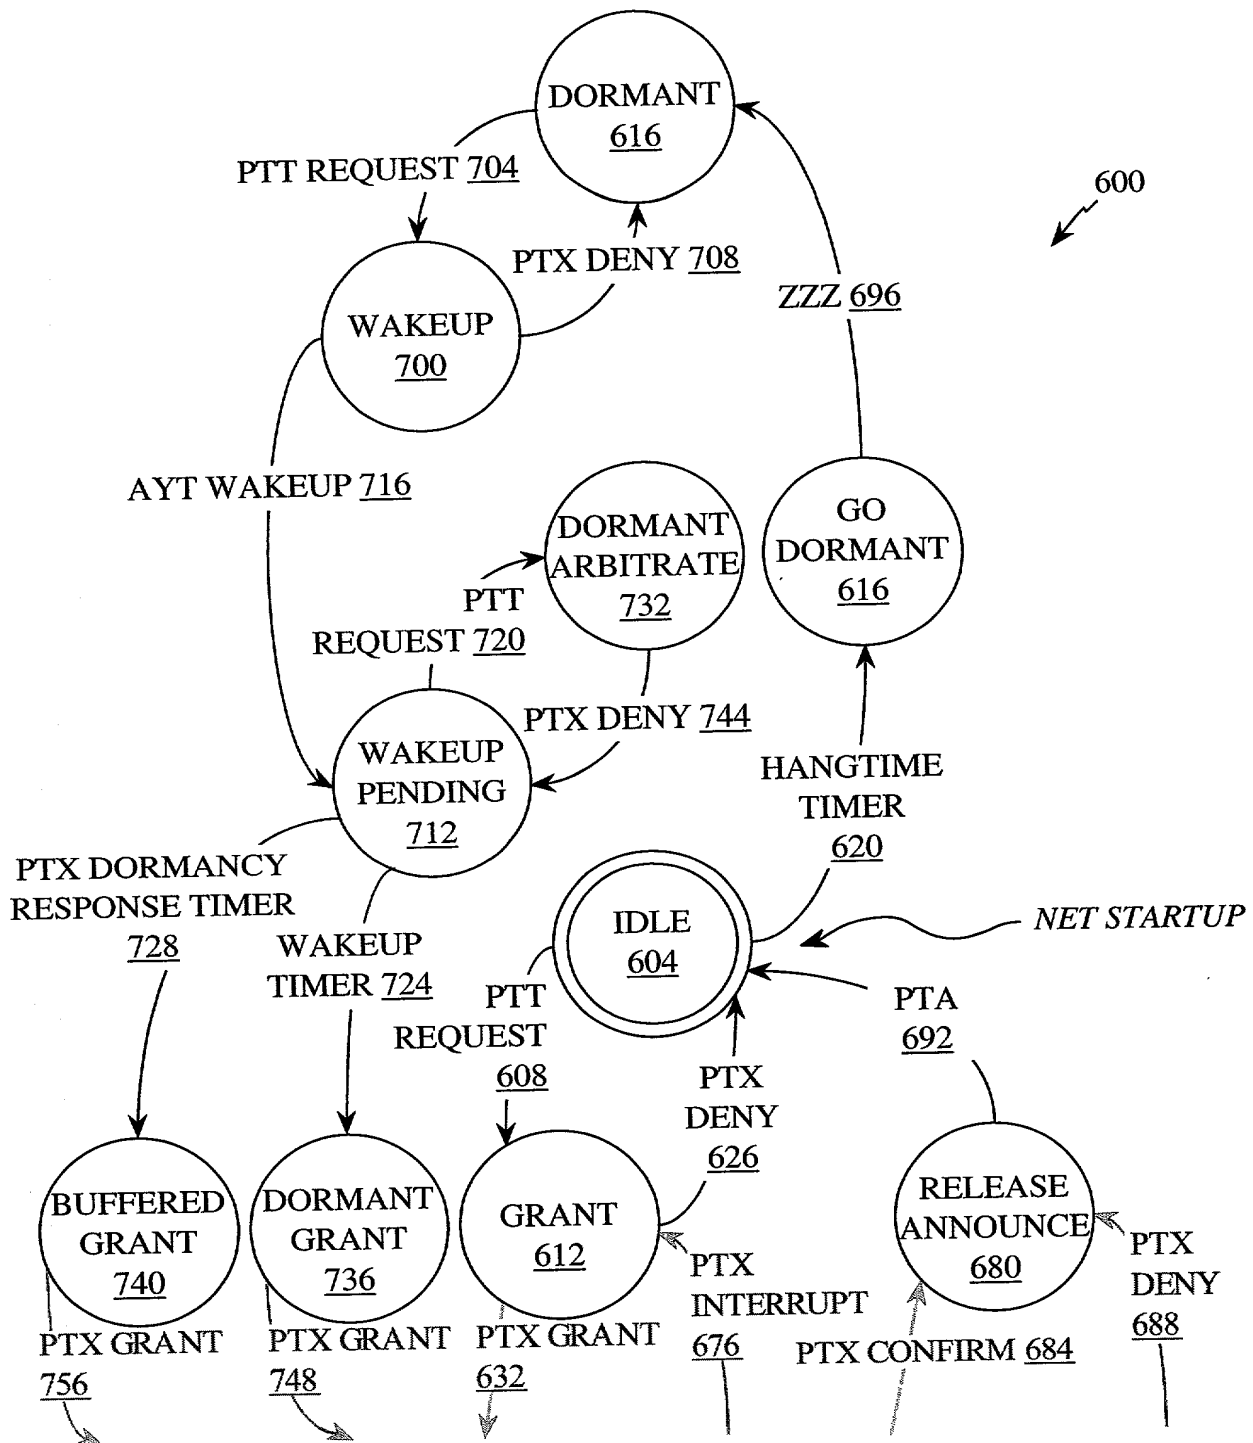 DORMANT
616
PTT REQUEST 704
600
PTX DENY 708
ZZZ 696
WAKEUP
700
AYT WAKEUP 716
DORMANT
ARBITRATE
732
GO
DORMANT
616
PTT
REQUEST 720
PTX DENY 744
WAKEUP
PENDING
712
HANGTIME
TIMER
620
PTX DORMANCY
RESPONSE TIMER
728
WAKEUP
TIMER 724
IDLE
604
NET STARTUP
PTT
REQUEST
608
PTA
692
PTX
DENY
626
BUFFERED
GRANT
740
DORMANT
GRANT
736
GRANT
612
RELEASE
ANNOUNCE
680
PTX
INTERRUPT
676
PTX
DENY
688
PTX GRANT
756
PTX GRANT
748
PTX GRANT
632
PTX CONFIRM 684